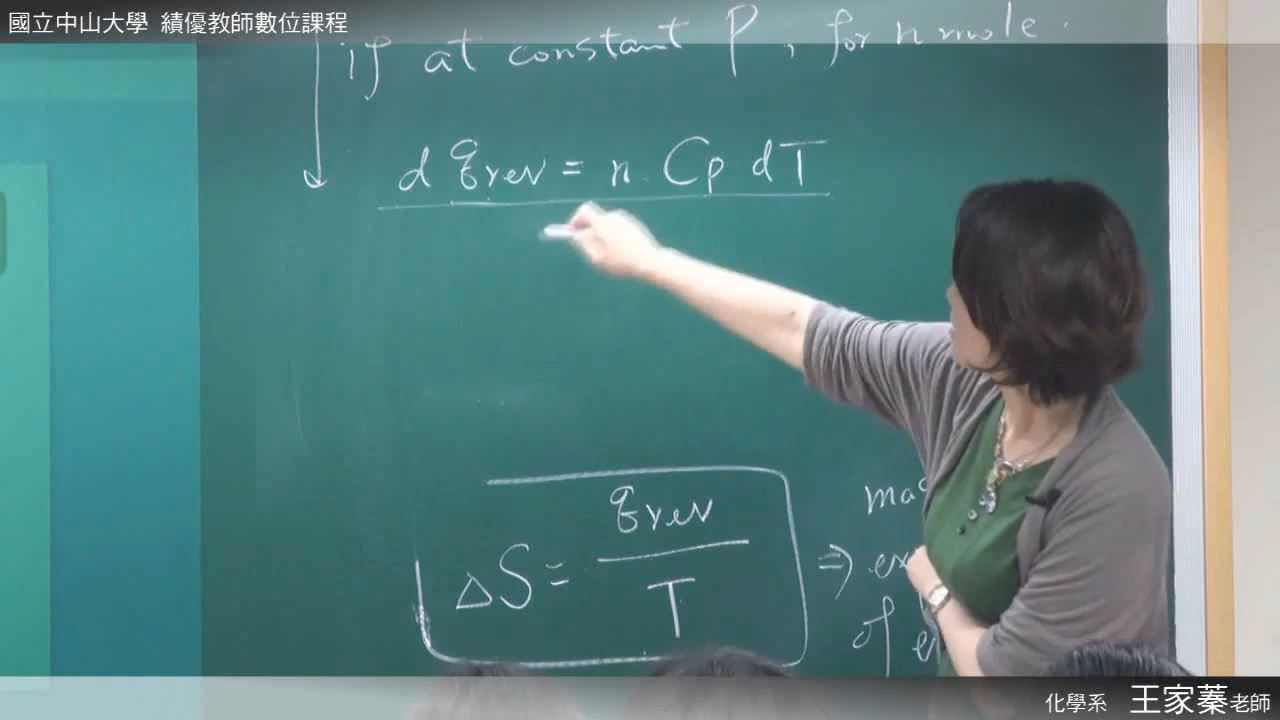 國立中山大學 績優教師數位課程
if at constant P, for n mole.
d qrev = n. Cp dT
ΔS = qrev / T ⇒
of
化學系 王家蓁老師